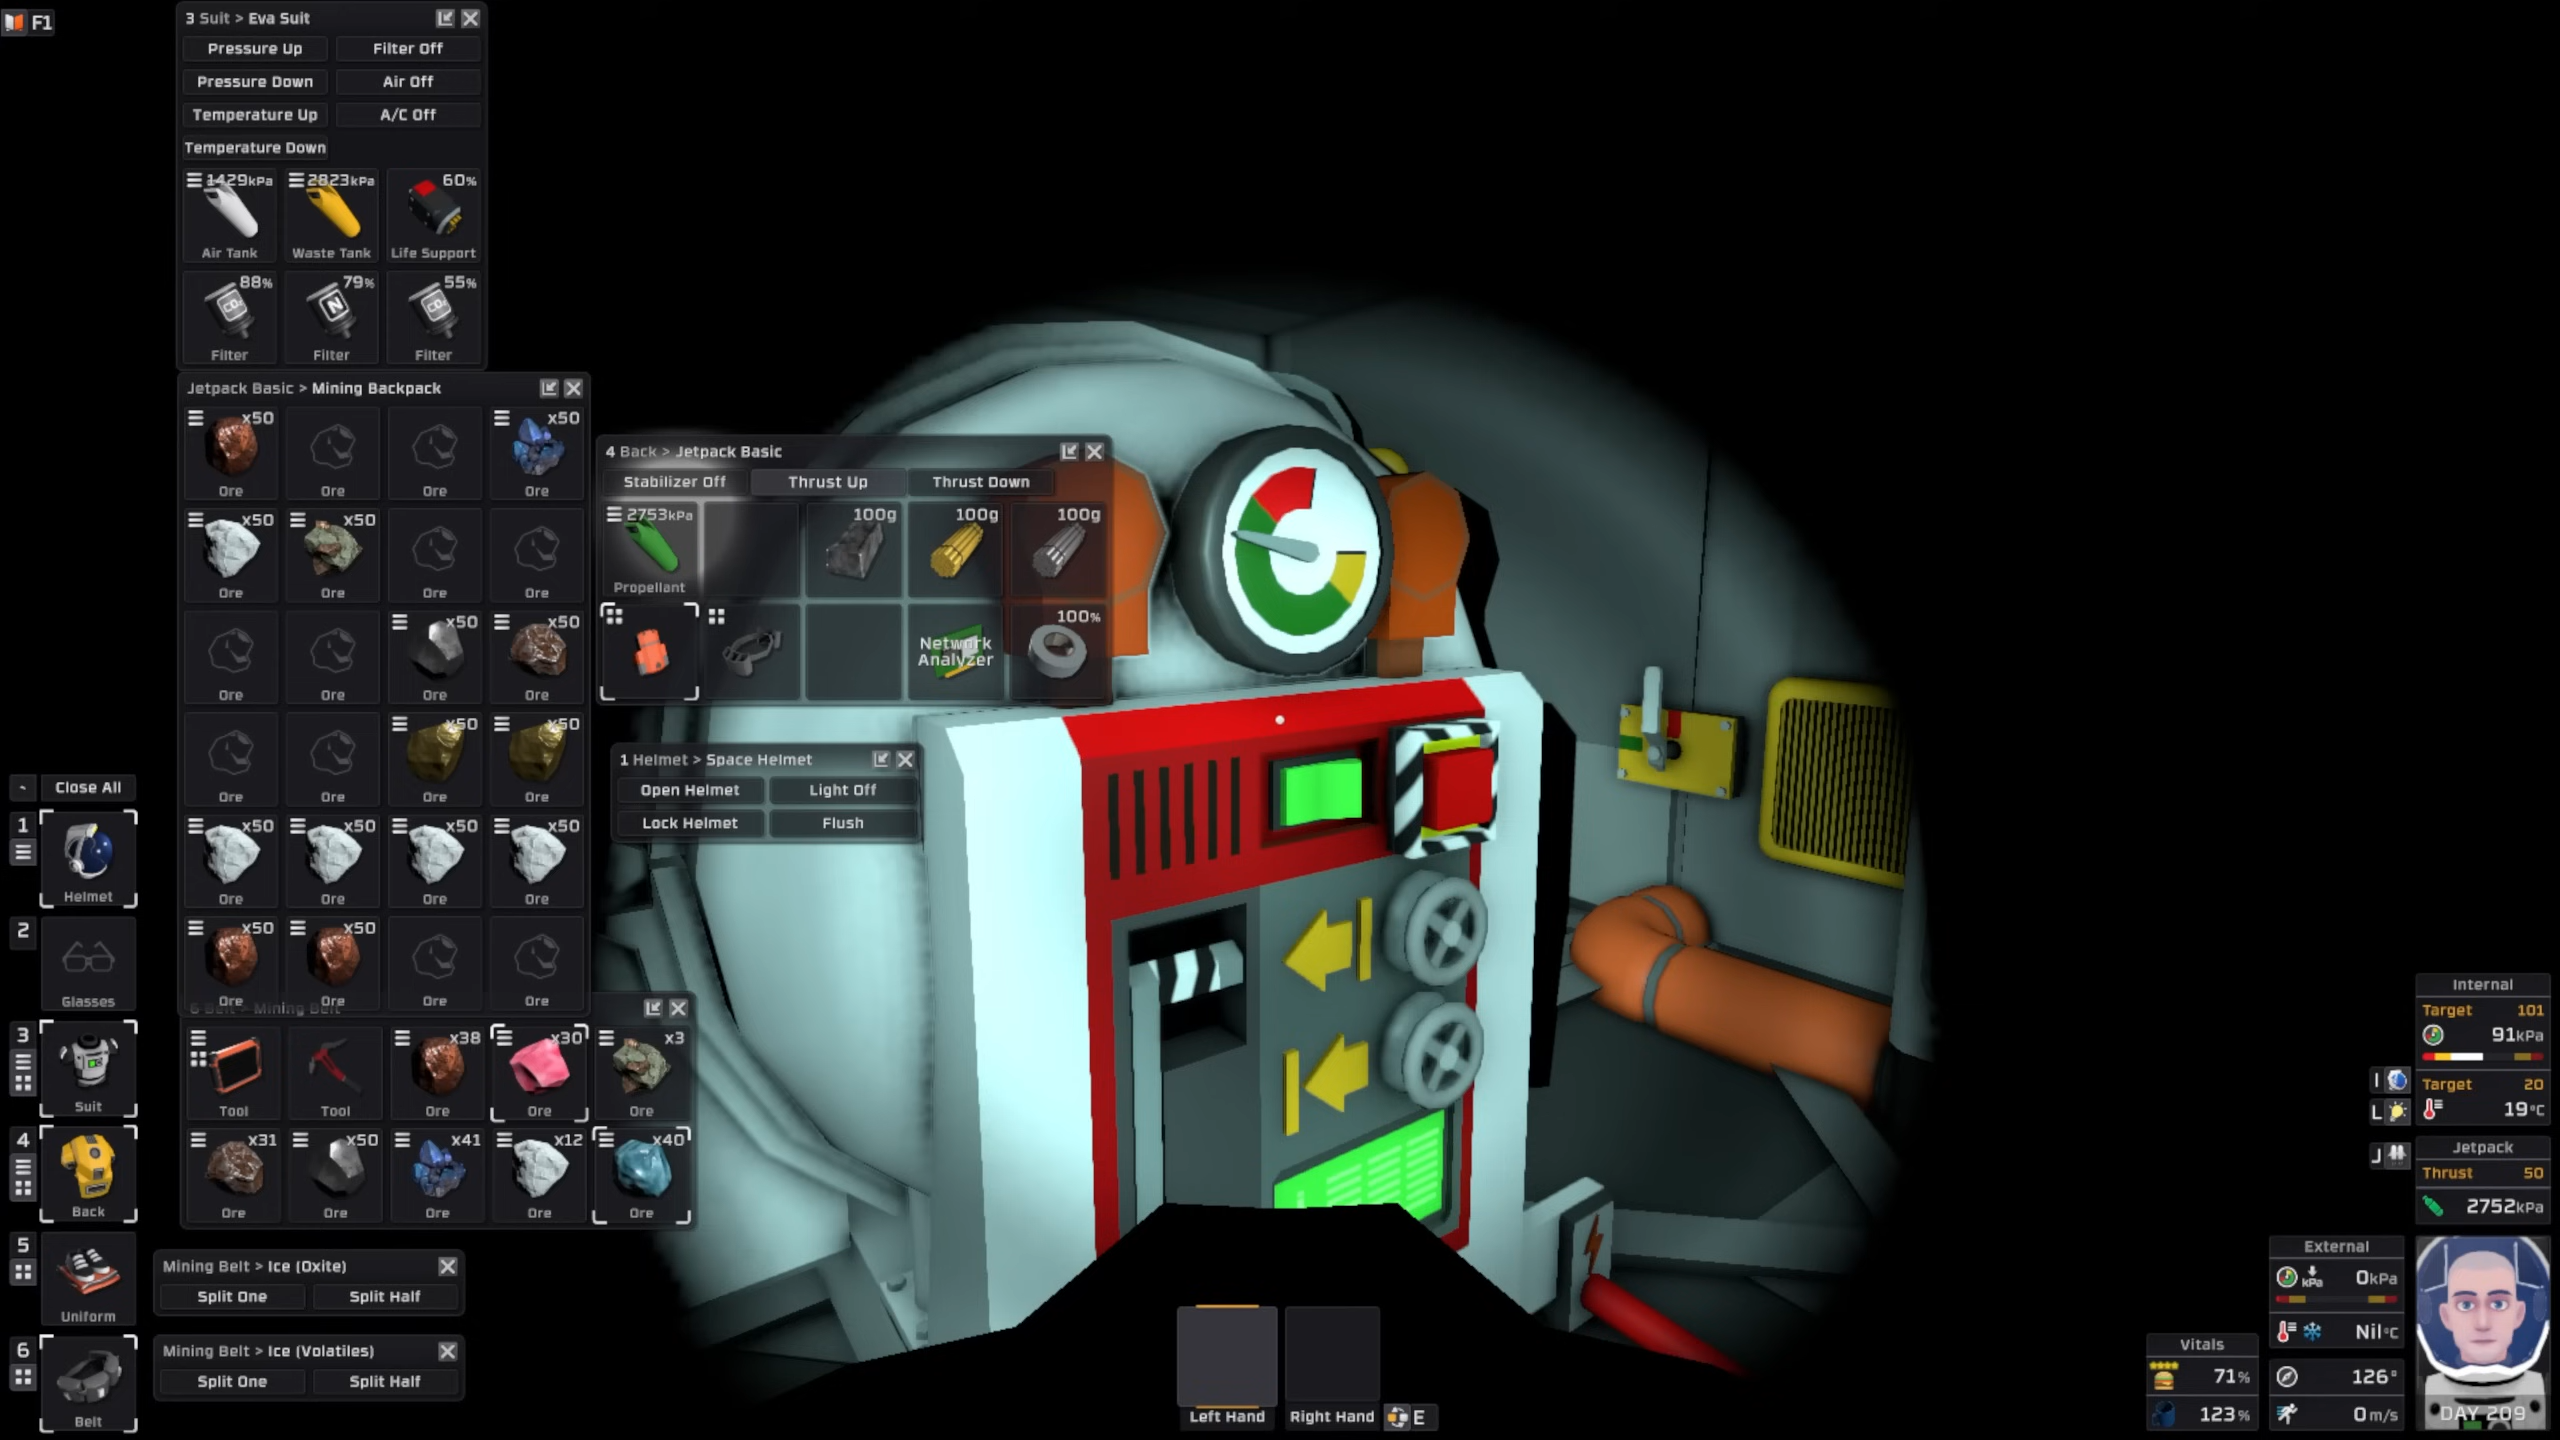 F1
3 Suit > Eva Suit
Pressure Up
Filter Off
Pressure Down
Air Off
Temperature Up
A/C Off
Temperature Down
1429kPa
2823kPa
60%
Air Tank
Waste Tank
Life Support
88%
79%
55%
CO₂
N
CO₂
Filter
Filter
Filter
Jetpack Basic > Mining Backpack
x50
x50
Ore
Ore
Ore
Ore
x50
x50
Ore
Ore
Ore
Ore
x50
x50
Ore
Ore
Ore
Ore
x50
x50
Ore
Ore
Ore
Ore
x50
x50
x50
x50
Ore
Ore
Ore
Ore
x50
x50
Ore
Ore
Ore
Ore
4 Back > Jetpack Basic
Stabilizer Off
Thrust Up
Thrust Down
2753kPa
100g
100g
100g
Propellant
Network
Analyzer
100%
1 Helmet > Space Helmet
Open Helmet
Light Off
Lock Helmet
Flush
~
Close All
1
Helmet
2
Glasses
3
Suit
4
Back
5
Uniform
6
Belt
6 Belt > Mining Belt
x38
x30
x3
Tool
Tool
Ore
Ore
Ore
x31
x50
x41
x12
x40
Ore
Ore
Ore
Ore
Ore
Mining Belt > Ice (Oxite)
Split One
Split Half
Mining Belt > Ice (Volatiles)
Split One
Split Half
Left Hand
Right Hand
E
Internal
Target 101
91kPa
I
Target 20
L
19°C
Jetpack
J
Thrust 50
2752kPa
External
kPa
0kPa
Nil°C
Vitals
71%
126°
123%
0m/s
DAY 209